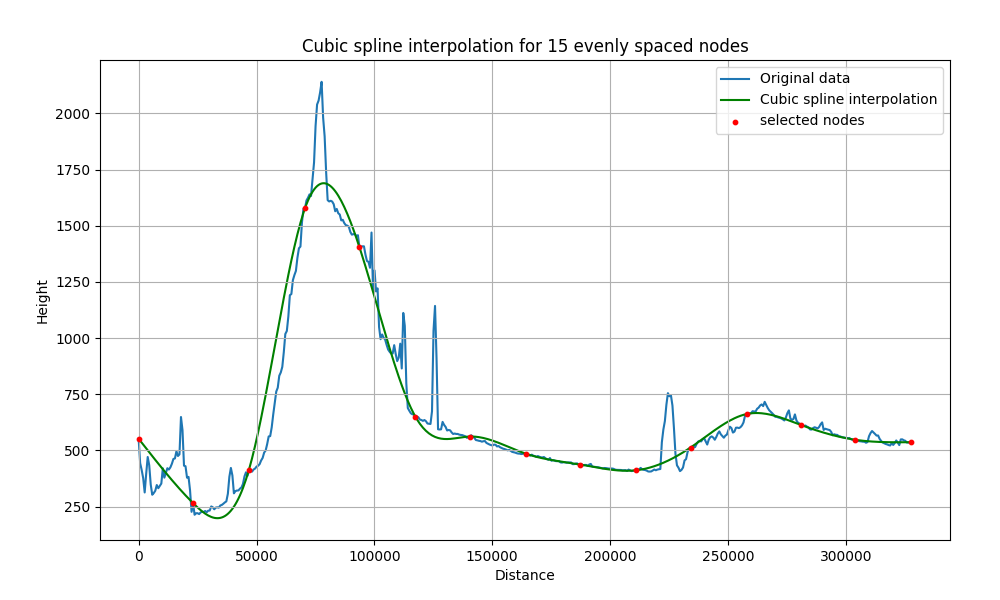 Cubic spline interpolation for 15 evenly spaced nodes
Original data
Cubic spline interpolation
selected nodes
2000
1750
1500
1250
1000
750
500
250
Height
0
50000
100000
150000
200000
250000
300000
Distance